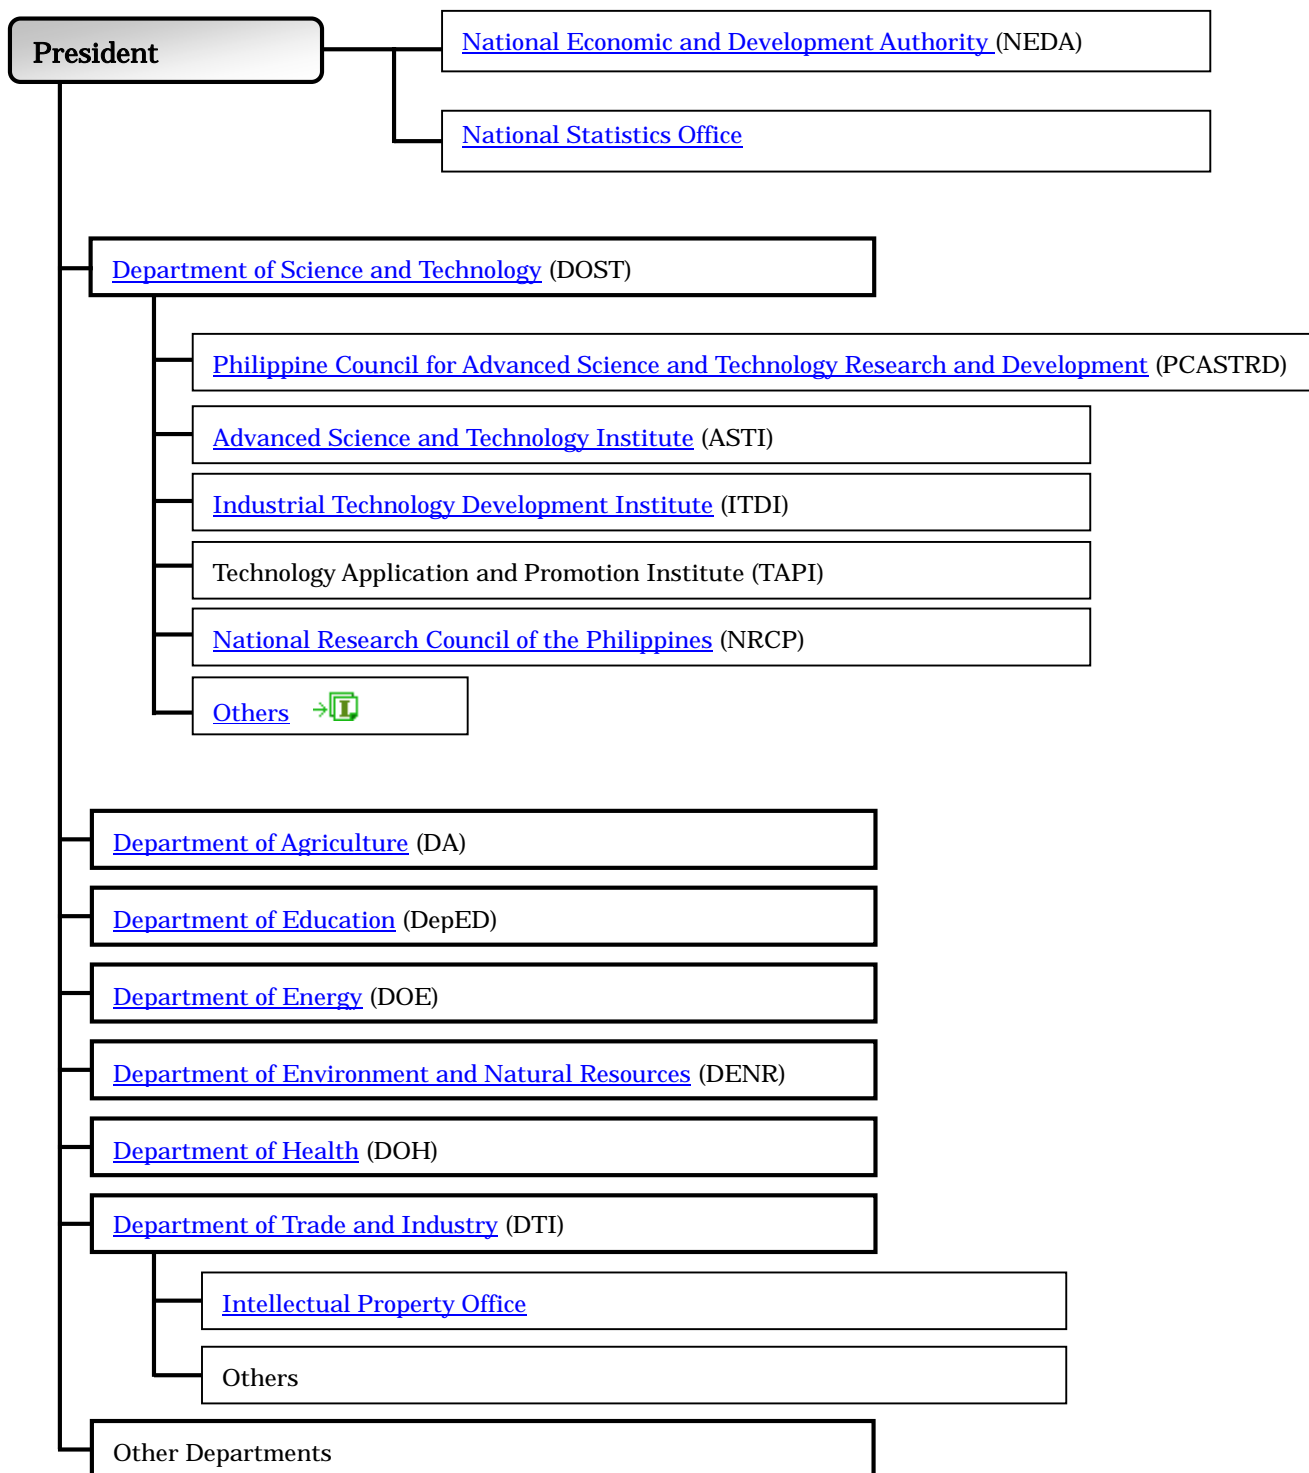 President
National Economic and Development Authority (NEDA)
National Statistics Office
Department of Science and Technology (DOST)
Philippine Council for Advanced Science and Technology Research and Development (PCASTRD)
Advanced Science and Technology Institute (ASTI)
Industrial Technology Development Institute (ITDI)
Technology Application and Promotion Institute (TAPI)
National Research Council of the Philippines (NRCP)
Others →I
Department of Agriculture (DA)
Department of Education (DepED)
Department of Energy (DOE)
Department of Environment and Natural Resources (DENR)
Department of Health (DOH)
Department of Trade and Industry (DTI)
Intellectual Property Office
Others
Other Departments